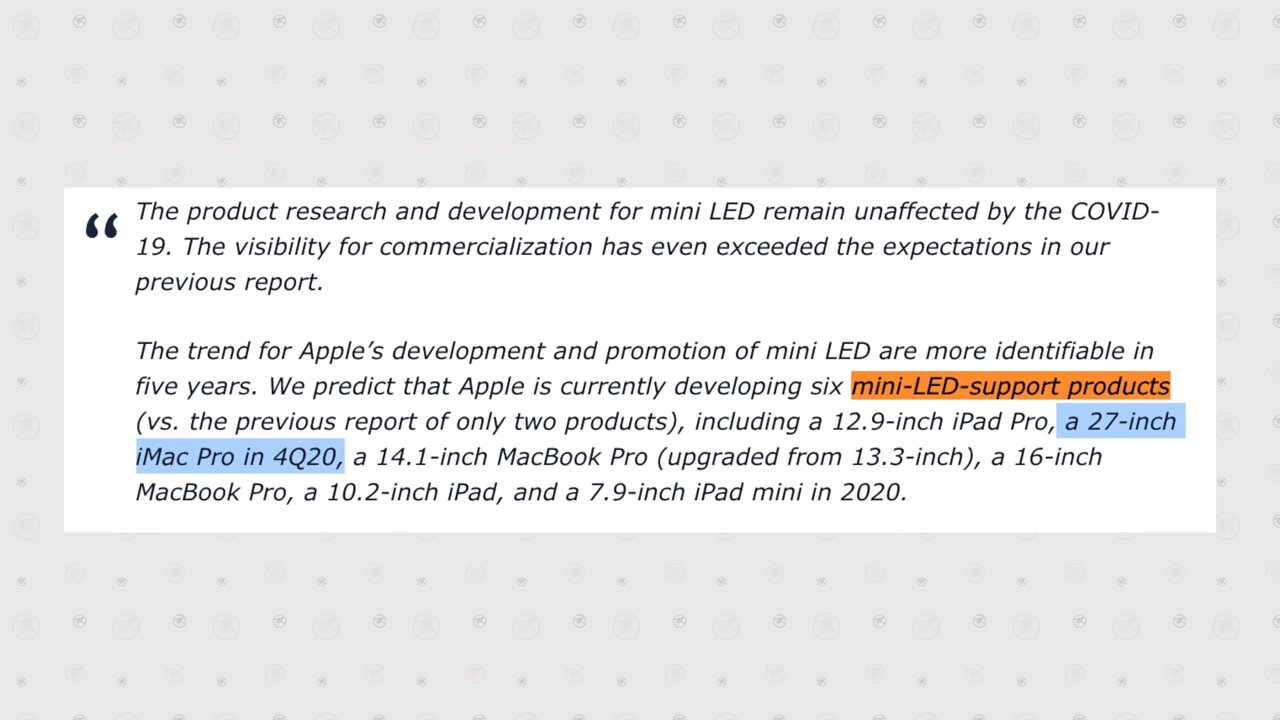 “
The product research and development for mini LED remain unaffected by the COVID-
19. The visibility for commercialization has even exceeded the expectations in our
previous report.
The trend for Apple’s development and promotion of mini LED are more identifiable in
five years. We predict that Apple is currently developing six mini-LED-support products
(vs. the previous report of only two products), including a 12.9-inch iPad Pro, a 27-inch
iMac Pro in 4Q20, a 14.1-inch MacBook Pro (upgraded from 13.3-inch), a 16-inch
MacBook Pro, a 10.2-inch iPad, and a 7.9-inch iPad mini in 2020.